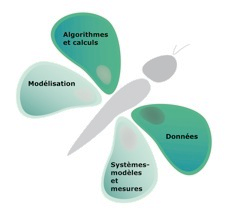 Algorithmes
et calculs
Modélisation
Données
Systèmes-
modèles
et
mesures